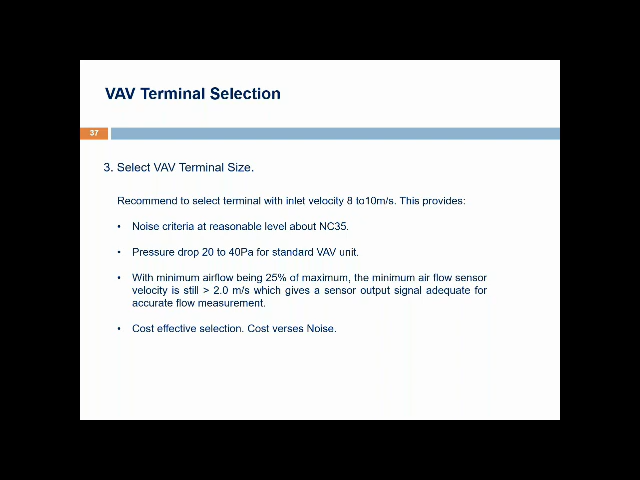 VAV Terminal Selection
37
3. Select VAV Terminal Size.
Recommend to select terminal with inlet velocity 8 to10m/s. This provides:
• Noise criteria at reasonable level about NC35.
• Pressure drop 20 to 40Pa for standard VAV unit.
• With minimum airflow being 25% of maximum, the minimum air flow sensor
velocity is still > 2.0 m/s which gives a sensor output signal adequate for
accurate flow measurement.
• Cost effective selection. Cost verses Noise.